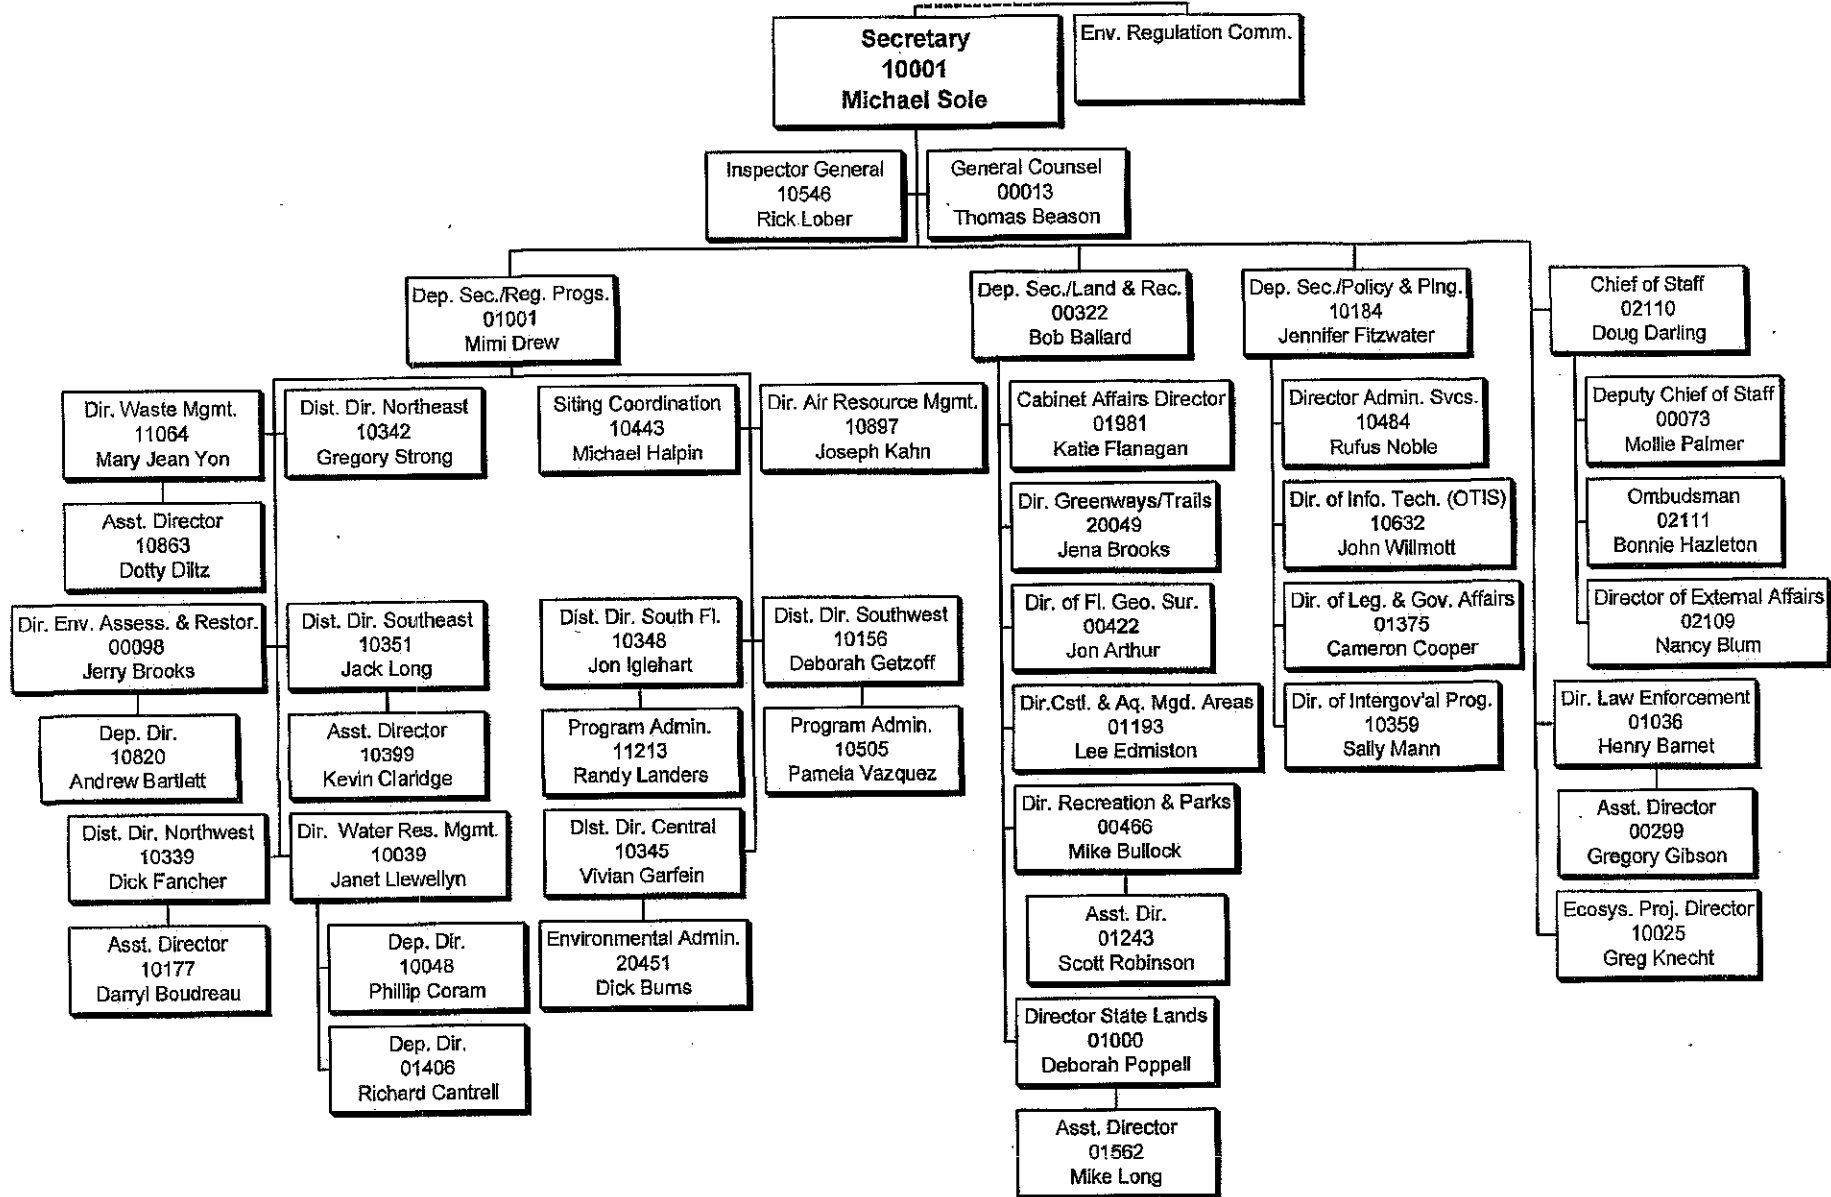 Secretary
10001
Michael Sole
Env. Regulation Comm.
Inspector General
10546
Rick Lober
General Counsel
00013
Thomas Beason
Dep. Sec./Reg. Progs.
01001
Mimi Drew
Dep. Sec./Land & Rec.
00322
Bob Ballard
Dep. Sec./Policy & Plng.
10184
Jennifer Fitzwater
Chief of Staff
02110
Doug Darling
Dir. Waste Mgmt.
11064
Mary Jean Yon
Dist. Dir. Northeast
10342
Gregory Strong
Siting Coordination
10443
Michael Halpin
Dir. Air Resource Mgmt.
10897
Joseph Kahn
Cabinet Affairs Director
01981
Katie Flanagan
Director Admin. Svcs.
10484
Rufus Noble
Deputy Chief of Staff
00073
Mollie Palmer
Asst. Director
10863
Dotty Diltz
Dir. Greenways/Trails
20049
Jena Brooks
Dir. of Info. Tech. (OTIS)
10632
John Willmott
Ombudsman
02111
Bonnie Hazleton
Dir. Env. Assess. & Restor.
00098
Jerry Brooks
Dist. Dir. Southeast
10351
Jack Long
Dist. Dir. South Fl.
10348
Jon Iglehart
Dist. Dir. Southwest
10156
Deborah Getzoff
Dir. of Fl. Geo. Sur.
00422
Jon Arthur
Dir. of Leg. & Gov. Affairs
01375
Cameron Cooper
Director of External Affairs
02109
Nancy Blum
Dep. Dir.
10820
Andrew Bartlett
Asst. Director
10399
Kevin Claridge
Program Admin.
11213
Randy Landers
Program Admin.
10505
Pamela Vazquez
Dir.Cstl. & Aq. Mgd. Areas
01193
Lee Edmiston
Dir. of Intergov'al Prog.
10359
Sally Mann
Dir. Law Enforcement
01036
Henry Barnet
Dist. Dir. Northwest
10339
Dick Fancher
Dir. Water Res. Mgmt.
10039
Janet Llewellyn
Dist. Dir. Central
10345
Vivian Garfein
Dir. Recreation & Parks
00466
Mike Bullock
Asst. Director
00299
Gregory Gibson
Asst. Director
10177
Darryl Boudreau
Dep. Dir.
10048
Phillip Coram
Environmental Admin.
20451
Dick Burns
Asst. Dir.
01243
Scott Robinson
Ecosys. Proj. Director
10025
Greg Knecht
Dep. Dir.
01406
Richard Cantrell
Director State Lands
01000
Deborah Poppell
Asst. Director
01562
Mike Long